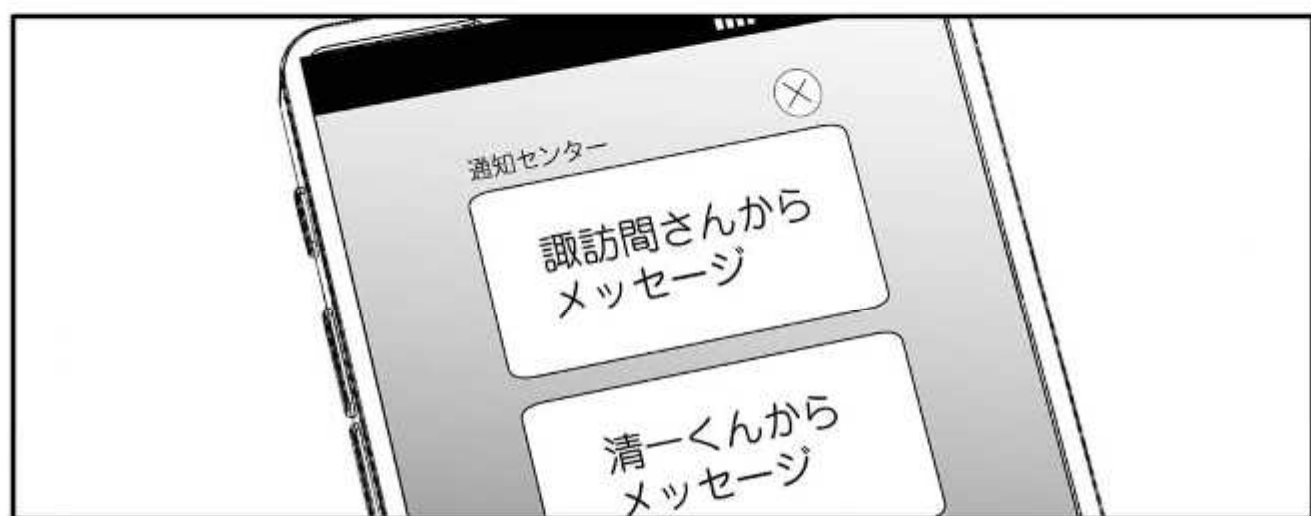 通知センター
諏訪間さんから
メッセージ
清一くんから
メッセージ